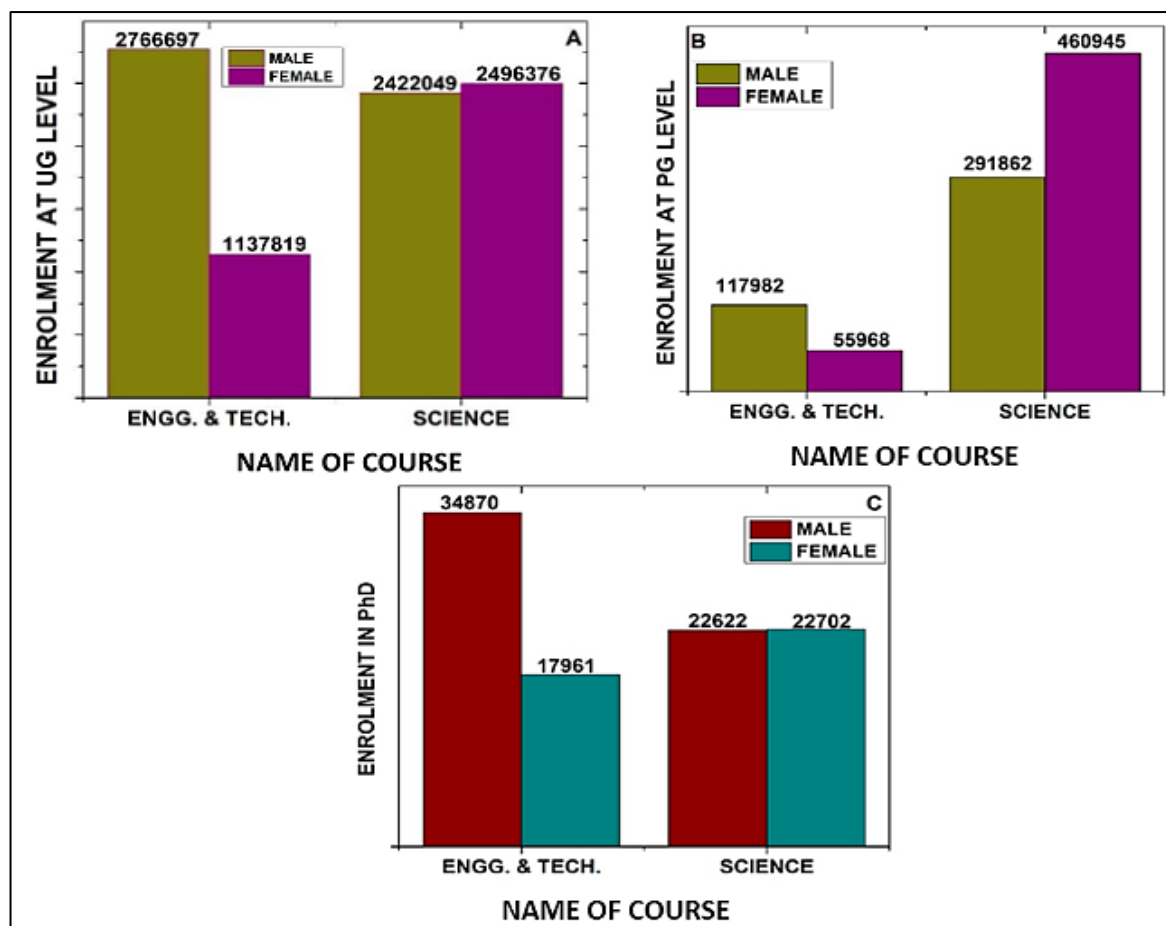 A
2766697
MALE
FEMALE
2422049
2496376
1137819
ENROLMENT AT UG LEVEL
ENGG. & TECH.
SCIENCE
NAME OF COURSE
B
460945
MALE
FEMALE
291862
117982
55968
ENROLMENT AT PG LEVEL
ENGG. & TECH.
SCIENCE
NAME OF COURSE
C
34870
MALE
FEMALE
22622
22702
17961
ENROLMENT IN PhD
ENGG. & TECH.
SCIENCE
NAME OF COURSE